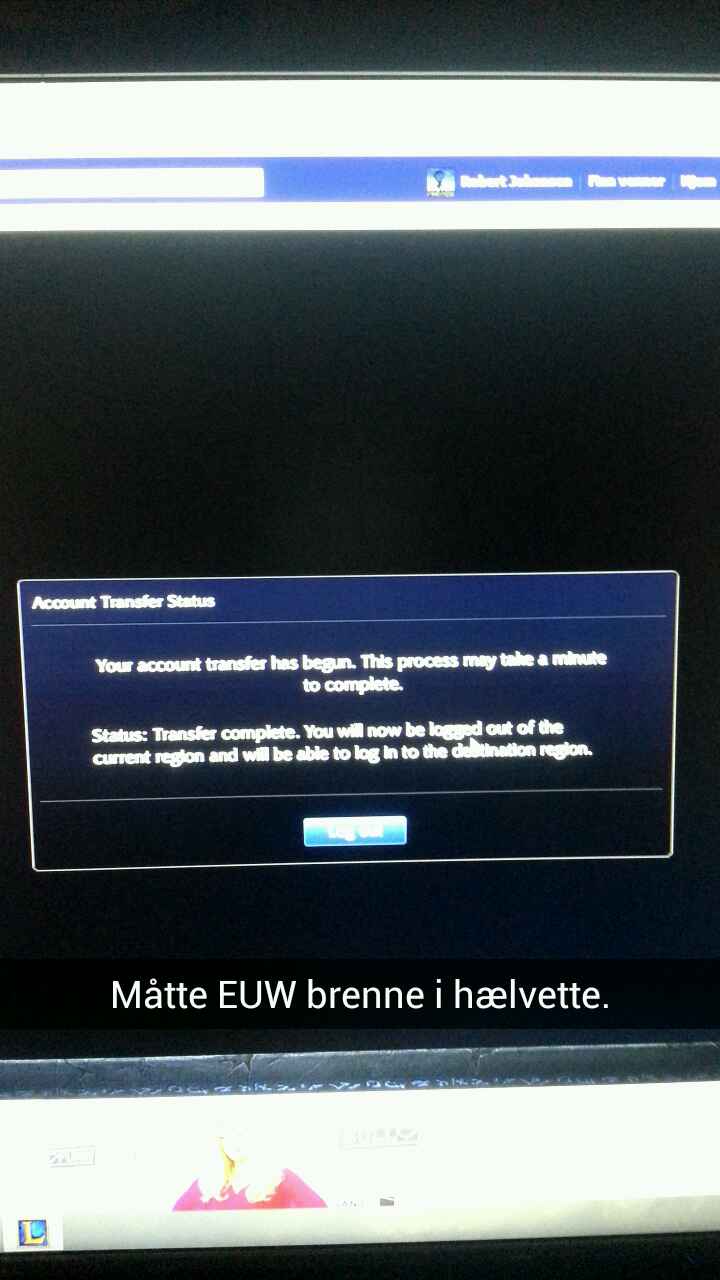 Robert Johansen Finn venner Hjem
Account Transfer Status
Your account transfer has begun. This process may take a minute
to complete.
Status: Transfer complete. You will now be logged out of the
current region and will be able to log in to the destination region.
Log out
Måtte EUW brenne i hælvette.
L